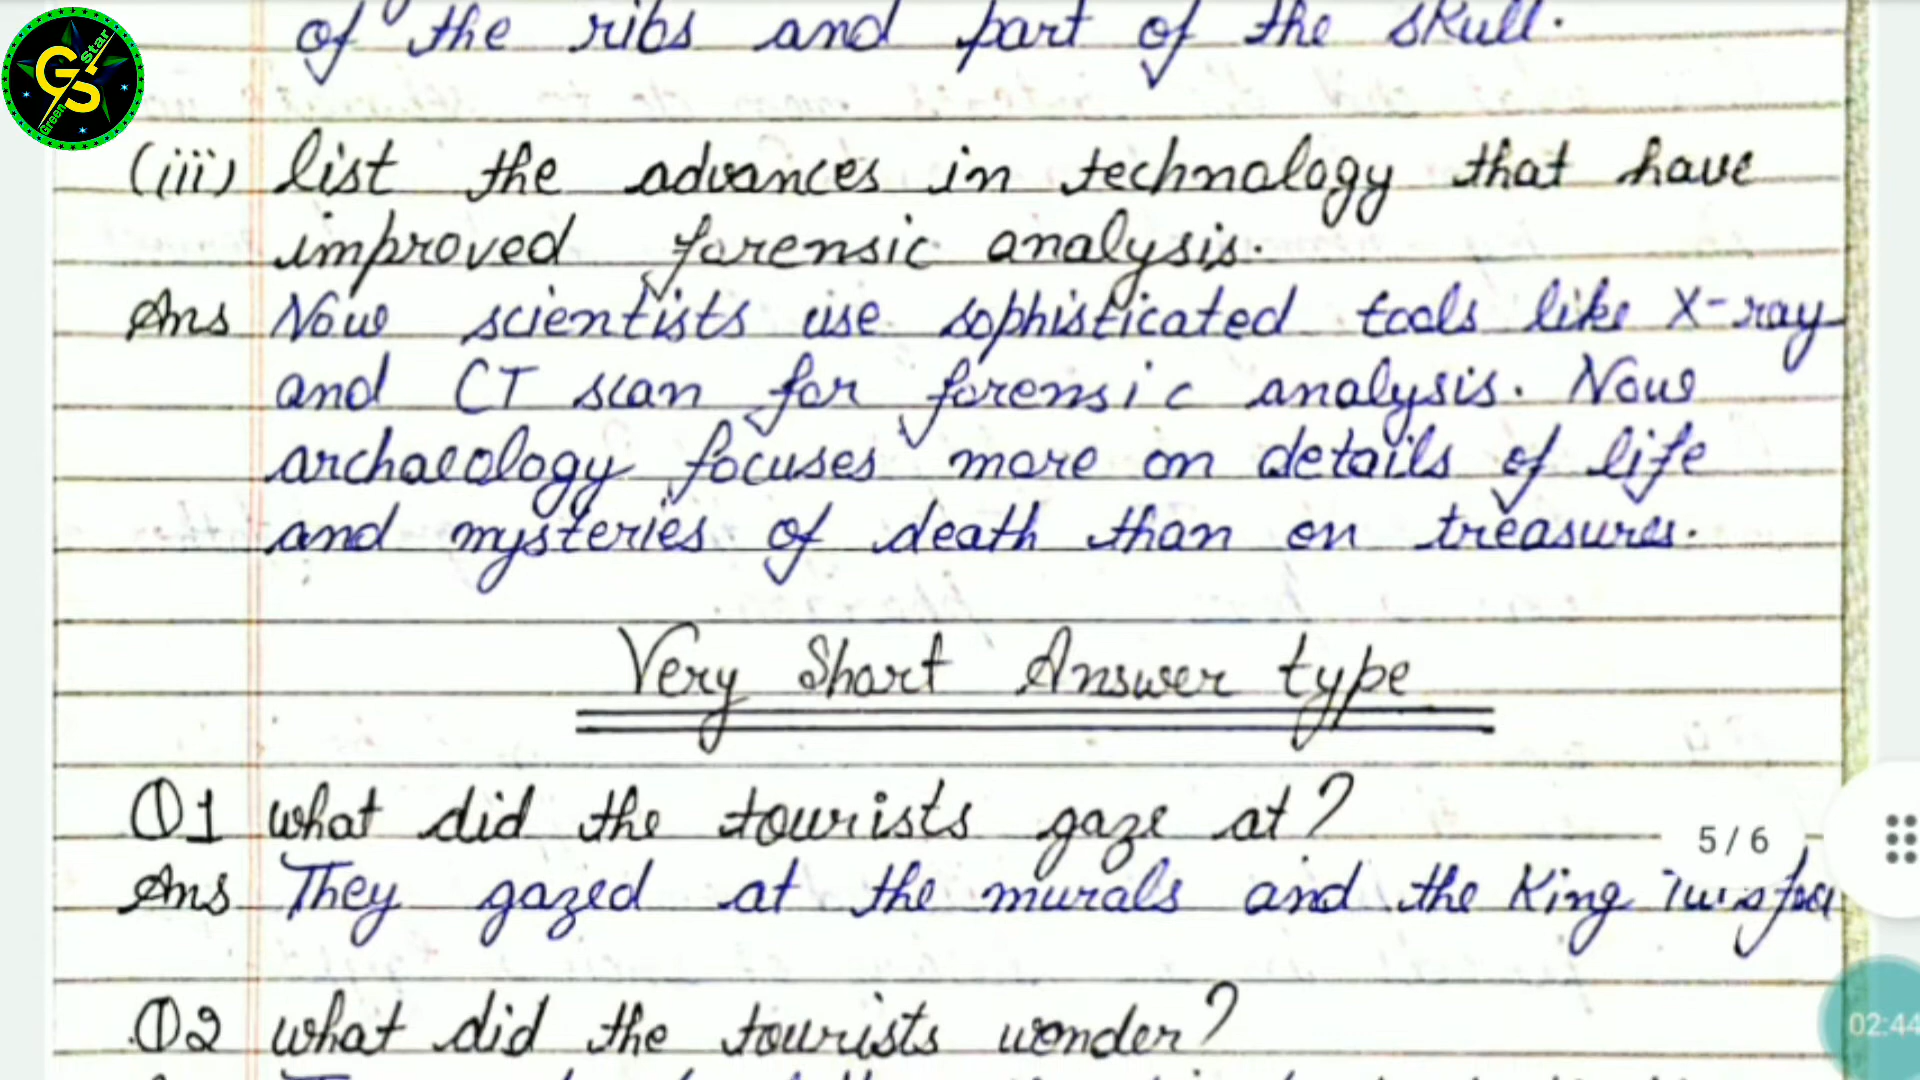 Green Star
GS
of the ribs and part of the skull.
(iii) list the advances in technology that have
improved forensic analysis.
Ans Now scientists use sophisticated tools like X-ray
and CT scan for forensic analysis. Now
archaeology focuses more on details of life
and mysteries of death than on treasures.
Very Short Answer type
Q1 what did the tourists gaze at?
5/6
Ans They gazed at the murals and the King
Q2 what did the tourists wonder?
02:44